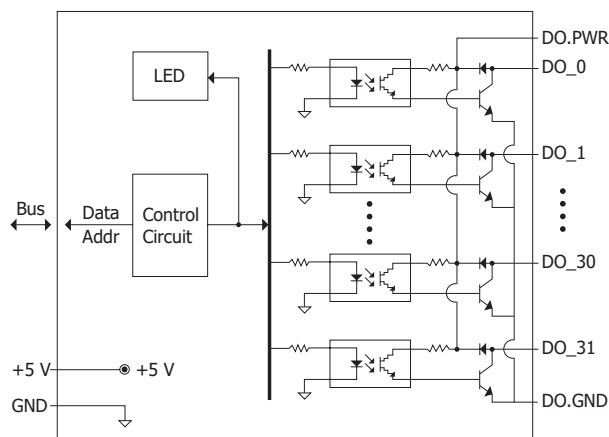 DO.PWR
LED
DO_0
DO_1
Bus
Data
Addr
Control
Circuit
DO_30
DO_31
+5 V
+5 V
GND
DO.GND